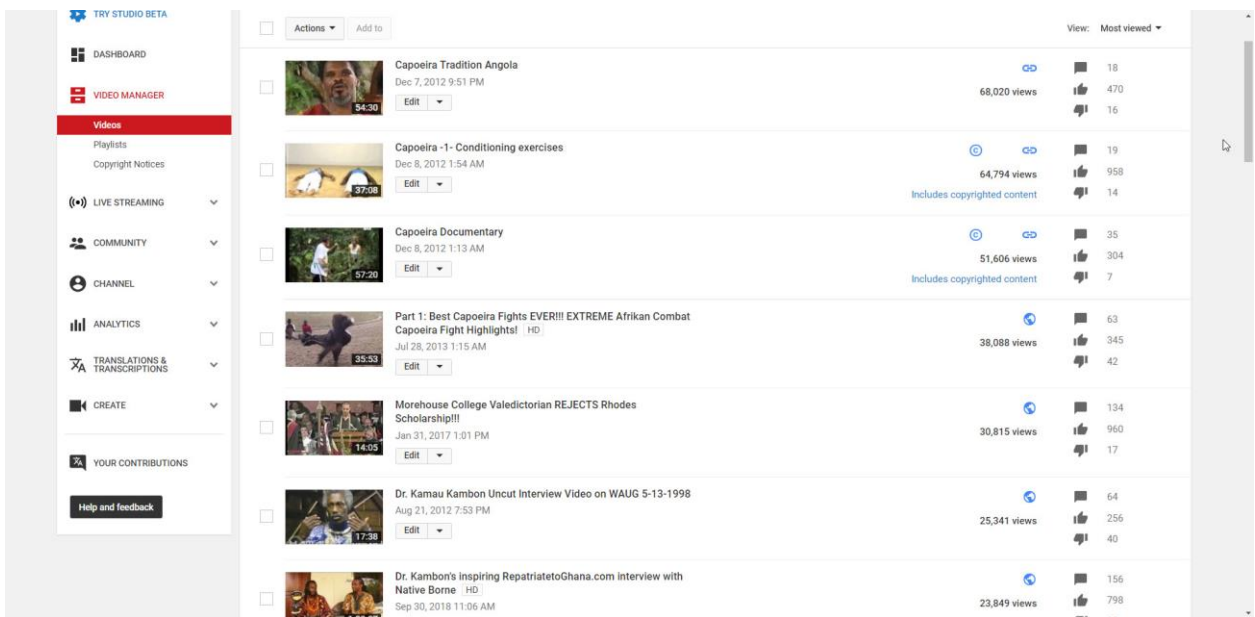 TRY STUDIO BETA
DASHBOARD
VIDEO MANAGER
Videos
Playlists
Copyright Notices
LIVE STREAMING
COMMUNITY
CHANNEL
ANALYTICS
TRANSLATIONS &
TRANSCRIPTIONS
CREATE
YOUR CONTRIBUTIONS
Help and feedback
Actions Add to View: Most viewed
Capoeira Tradition Angola
Dec 7, 2012 9:51 PM
Edit
54:30
68,020 views
18
470
16
Capoeira -1- Conditioning exercises
Dec 8, 2012 1:54 AM
Edit
37:08
64,794 views
Includes copyrighted content
19
958
14
Capoeira Documentary
Dec 8, 2012 1:13 AM
Edit
57:20
51,606 views
Includes copyrighted content
35
304
7
Part 1: Best Capoeira Fights EVER!!! EXTREME Afrikan Combat
Capoeira Fight Highlights! HD
Jul 28, 2013 1:15 AM
Edit
35:53
38,088 views
63
345
42
Morehouse College Valedictorian REJECTS Rhodes
Scholarship!!!
Jan 31, 2017 1:01 PM
Edit
14:05
30,815 views
134
960
17
Dr. Kamau Kambon Uncut Interview Video on WAUG 5-13-1998
Aug 21, 2012 7:53 PM
Edit
17:38
25,341 views
64
256
40
Dr. Kambon's inspiring RepatriatetoGhana.com interview with
Native Borne HD
Sep 30, 2018 11:06 AM
23,849 views
156
798